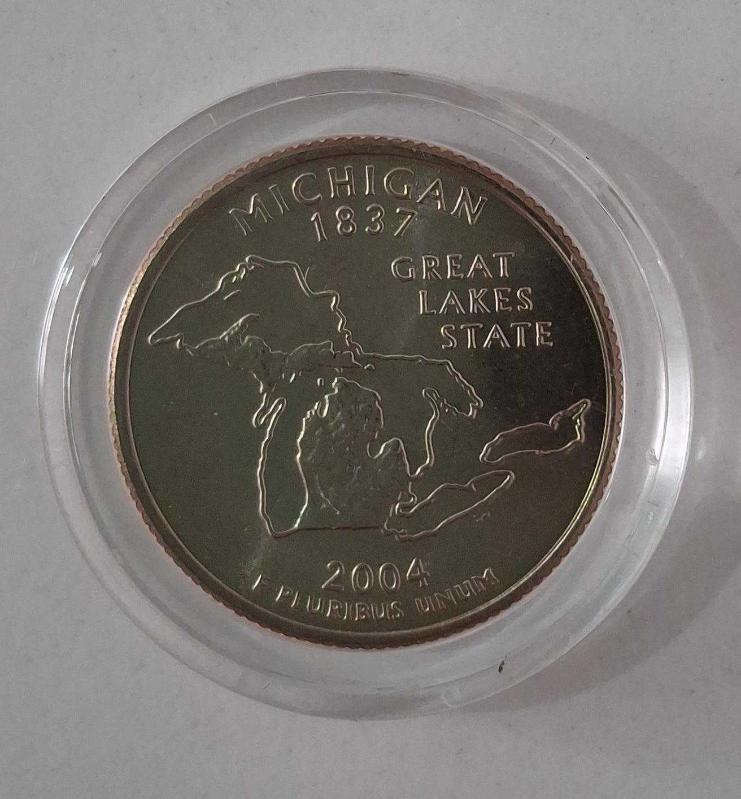 MICHIGAN
1837
GREAT
LAKES
STATE
2004
E PLURIBUS UNUM